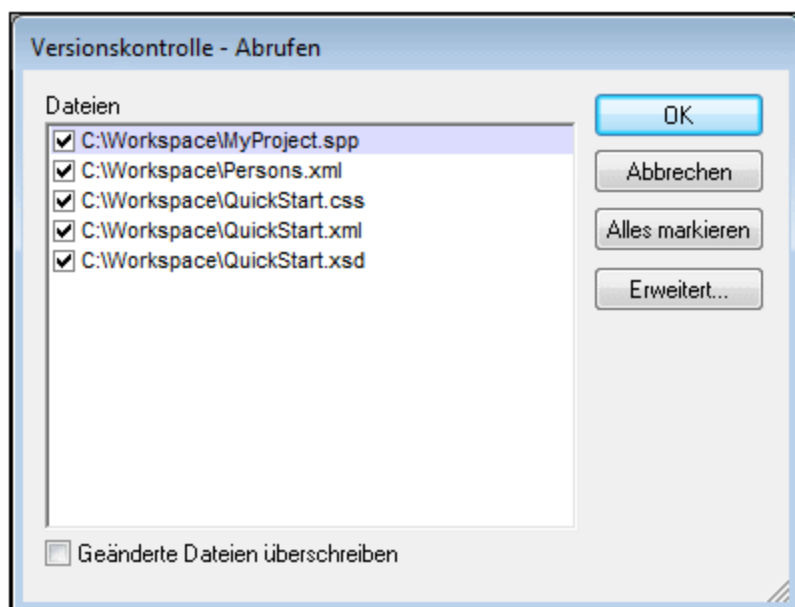 Versionskontrolle - Abrufen
Dateien
C:\Workspace\MyProject.spp
C:\Workspace\Persons.xml
C:\Workspace\QuickStart.css
C:\Workspace\QuickStart.xml
C:\Workspace\QuickStart.xsd
OK
Abbrechen
Alles markieren
Erweitert...
Geänderte Dateien überschreiben